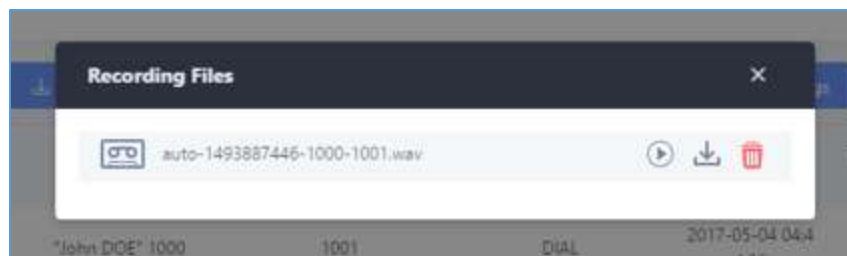 Recording Files
auto-1493887446-1000-1001.wav
"John DOE" 1000 1001 DIAL 2017-05-04 04:4